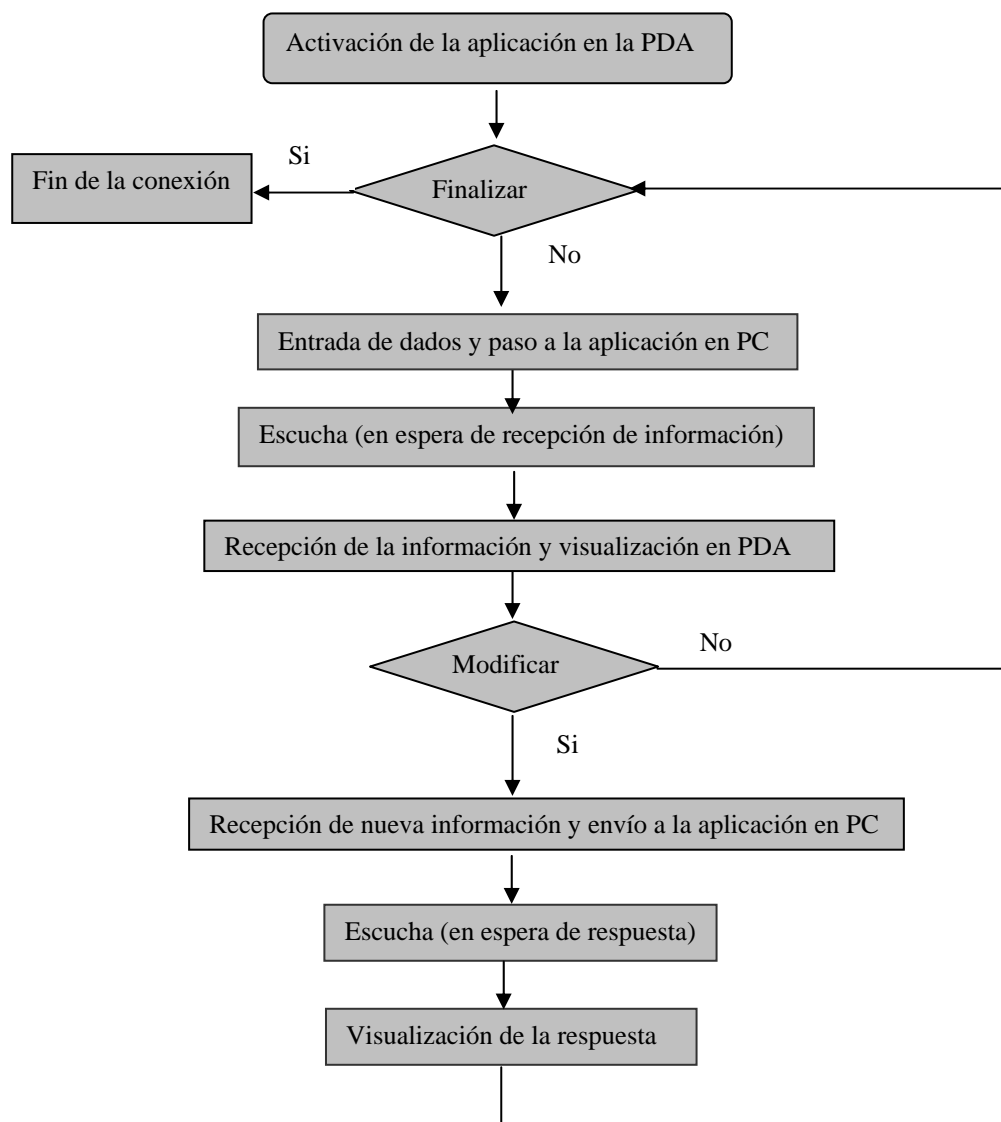 Activación de la aplicación en la PDA
Si
Fin de la conexión
Finalizar
No
Entrada de dados y paso a la aplicación en PC
Escucha (en espera de recepción de información)
Recepción de la información y visualización en PDA
Modificar
No
Si
Recepción de nueva información y envío a la aplicación en PC
Escucha (en espera de respuesta)
Visualización de la respuesta